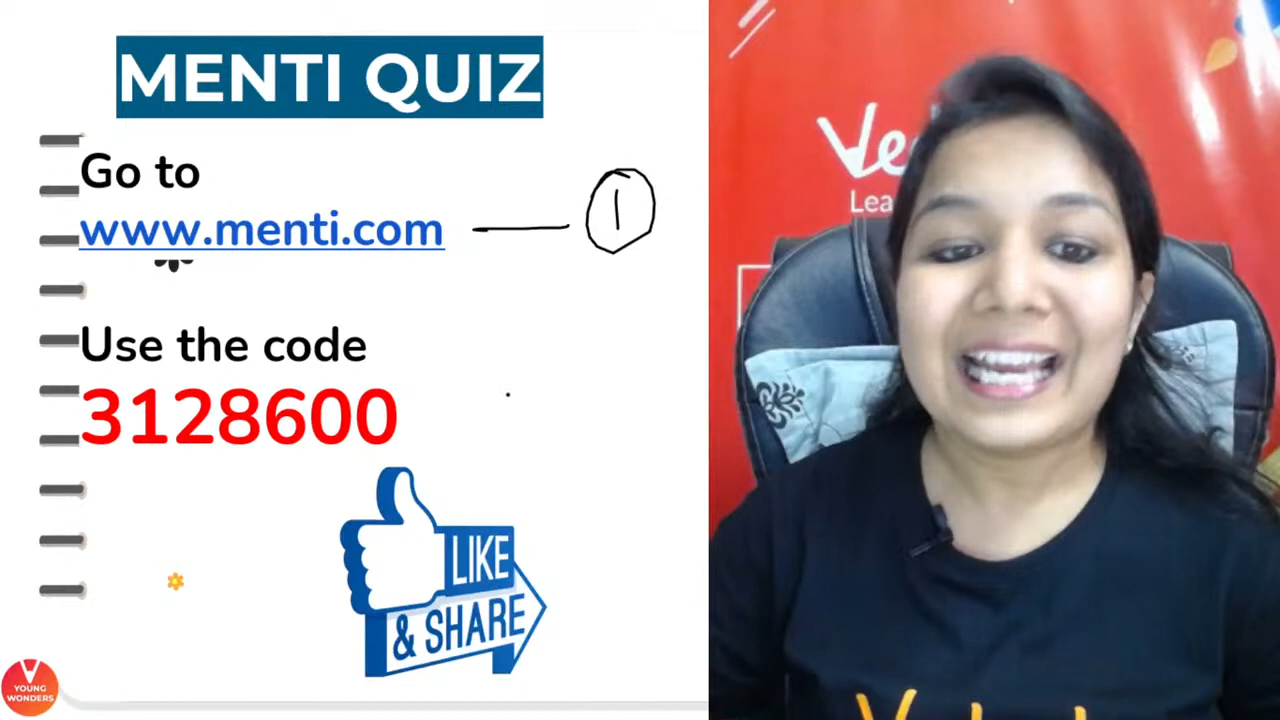 MENTI QUIZ
Go to
www.menti.com
1
Use the code
3128600
LIKE
& SHARE
YOUNG
WONDERS